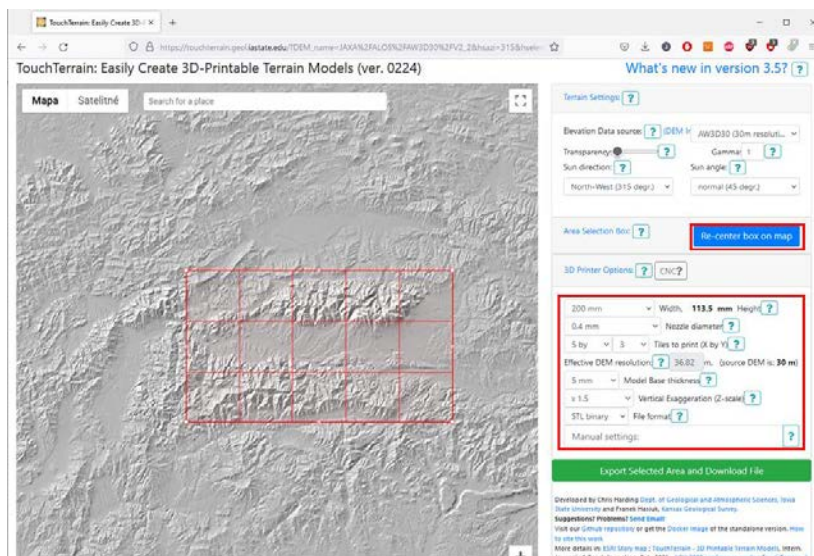 TouchTerrain: Easily Create 3D-
https://touchterrain.geol.iastate.edu/?DEM_name=JAXA%2FALOS%2FAW3D30%2FV2_2&hsazi=315&hsele
TouchTerrain: Easily Create 3D-Printable Terrain Models (ver. 0224)
What's new in version 3.5? ?
Mapa Satelitné Search for a place
Terrain Settings: ?
Elevation Data source: ? (DEM AW3D30 (30m resoluti...
Transparency: ? Gamma: 1 ?
Sun direction: ? Sun angle: ?
North-West (315 degr.) normal (45 degr.)
Area Selection Box: ? Re-center box on map
3D Printer Options: ? CNC?
200 mm Width, 113.5 mm Height ?
0.4 mm Nozzle diameter ?
5 by 3 Tiles to print (X by Y) ?
Effective DEM resolution: ? 36.82 m. (source DEM is: 30 m)
5 mm Model Base thickness ?
x 1.5 Vertical Exaggeration (Z-scale) ?
STL binary File format ?
Manual settings: ?
Export Selected Area and Download File
Developed by Chris Harding Dept. of Geological and Atmospheric Sciences, Iowa
State University and Franek Hasiuk, Kansas Geological Survey.
Suggestions? Problems? Send Email!
Visit our Github repository or get the Docker image of the standalone version. How
to cite this work
More details in: ESRI Story map ; TouchTerrain - 3D Printable Terrain Models,